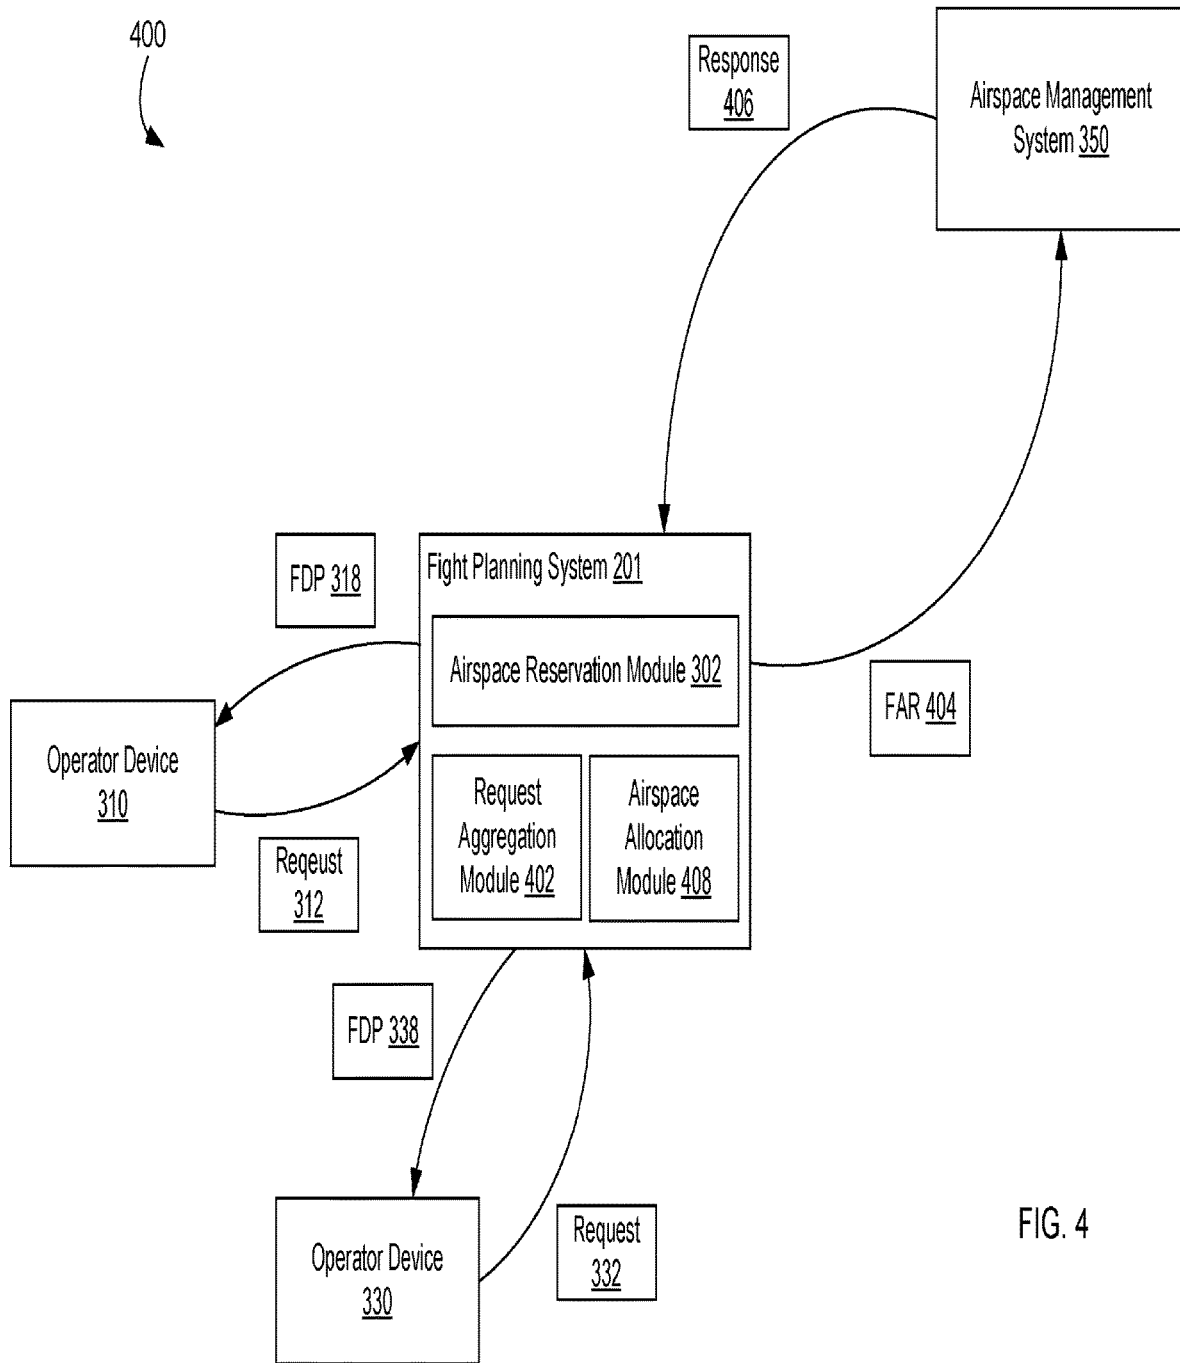 400
Response
406
Airspace Management
System 350
FDP 318
Fight Planning System 201
Airspace Reservation Module 302
FAR 404
Operator Device
310
Request
Aggregation
Module 402
Airspace
Allocation
Module 408
Reqeust
312
FDP 338
Operator Device
330
Request
332
FIG. 4